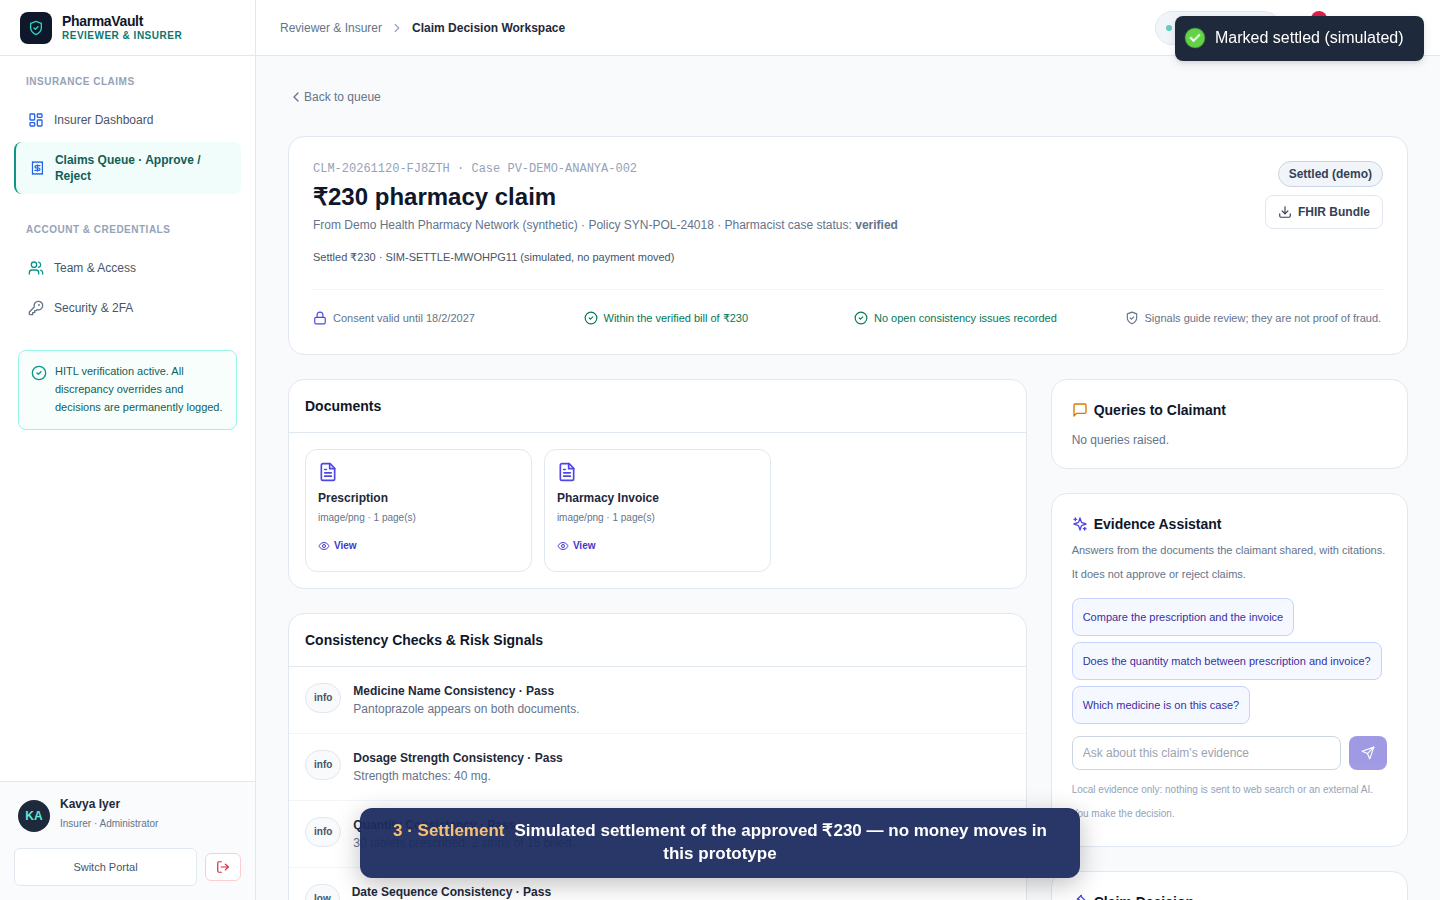 PharmaVault
REVIEWER & INSURER
Reviewer & Insurer
Claim Decision Workspace
Marked settled (simulated)
INSURANCE CLAIMS
Insurer Dashboard
Claims Queue · Approve /
Reject
ACCOUNT & CREDENTIALS
Team & Access
Security & 2FA
HITL verification active. All
discrepancy overrides and
decisions are permanently logged.
KA
Kavya Iyer
Insurer · Administrator
Switch Portal
Back to queue
CLM-20261120-FJ8ZTH · Case PV-DEMO-ANANYA-002
₹230 pharmacy claim
From Demo Health Pharmacy Network (synthetic) · Policy SYN-POL-24018 · Pharmacist case status: verified
Settled ₹230 · SIM-SETTLE-MWOHPG11 (simulated, no payment moved)
Settled (demo)
FHIR Bundle
Consent valid until 18/2/2027
Within the verified bill of ₹230
No open consistency issues recorded
Signals guide review; they are not proof of fraud.
Documents
Prescription
image/png · 1 page(s)
View
Pharmacy Invoice
image/png · 1 page(s)
View
Consistency Checks & Risk Signals
info
Medicine Name Consistency · Pass
Pantoprazole appears on both documents.
info
Dosage Strength Consistency · Pass
Strength matches: 40 mg.
info
low
Date Sequence Consistency · Pass
Queries to Claimant
No queries raised.
Evidence Assistant
Answers from the documents the claimant shared, with citations.
It does not approve or reject claims.
Compare the prescription and the invoice
Does the quantity match between prescription and invoice?
Which medicine is on this case?
Ask about this claim's evidence
Local evidence only: nothing is sent to web search or an external AI.
You make the decision.
Claim Decision
3 · Settlement Simulated settlement of the approved ₹230 — no money moves in
this prototype